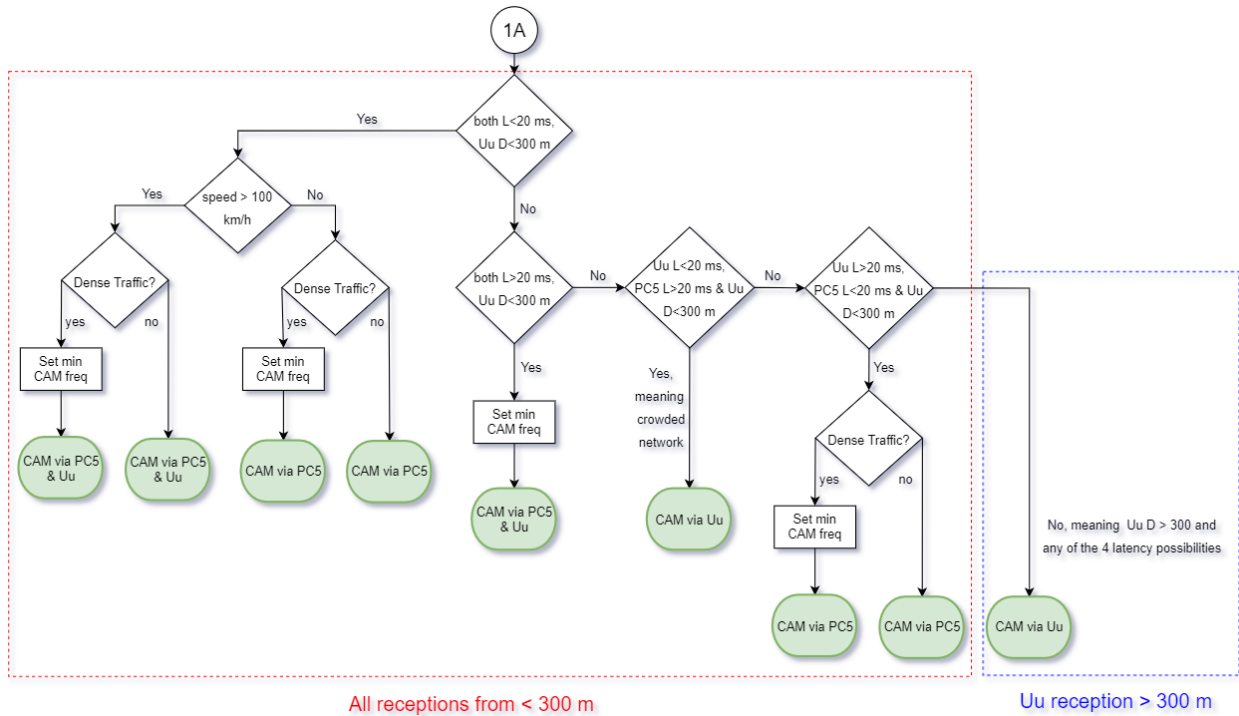 1A
both L<20 ms,
Uu D<300 m
Yes
No
speed > 100
km/h
Yes
No
Dense Traffic?
yes
no
Set min
CAM freq
CAM via PC5
& Uu
CAM via PC5
& Uu
Dense Traffic?
yes
no
Set min
CAM freq
CAM via PC5
CAM via PC5
both L>20 ms,
Uu D<300 m
No
Yes
Set min
CAM freq
CAM via PC5
& Uu
Uu L<20 ms,
PC5 L>20 ms & Uu
D<300 m
No
Yes,
meaning
crowded
network
CAM via Uu
Uu L>20 ms,
PC5 L<20 ms & Uu
D<300 m
Yes
Dense Traffic?
yes
no
Set min
CAM freq
CAM via PC5
CAM via PC5
No, meaning Uu D > 300 and
any of the 4 latency possibilities
CAM via Uu
All receptions from < 300 m
Uu reception > 300 m